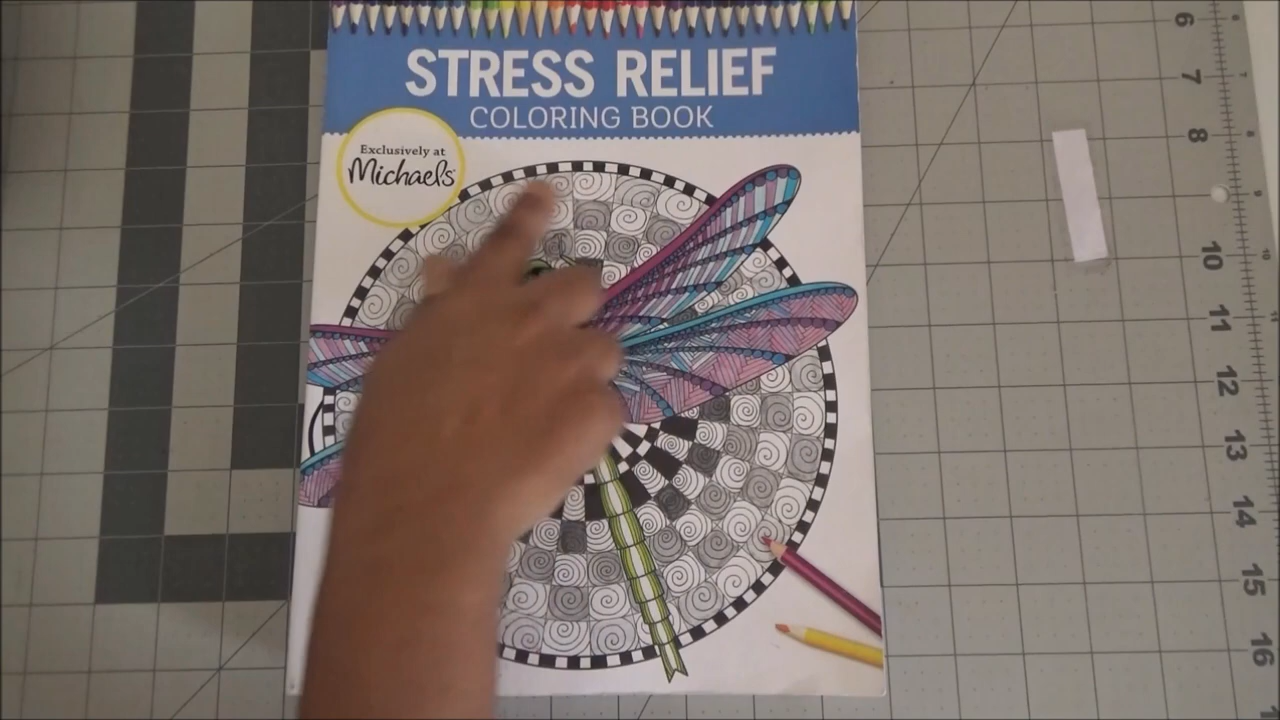 STRESS RELIEF
COLORING BOOK
Exclusively at
Michaels
6
7
8
9
10
11
12
13
14
15
16